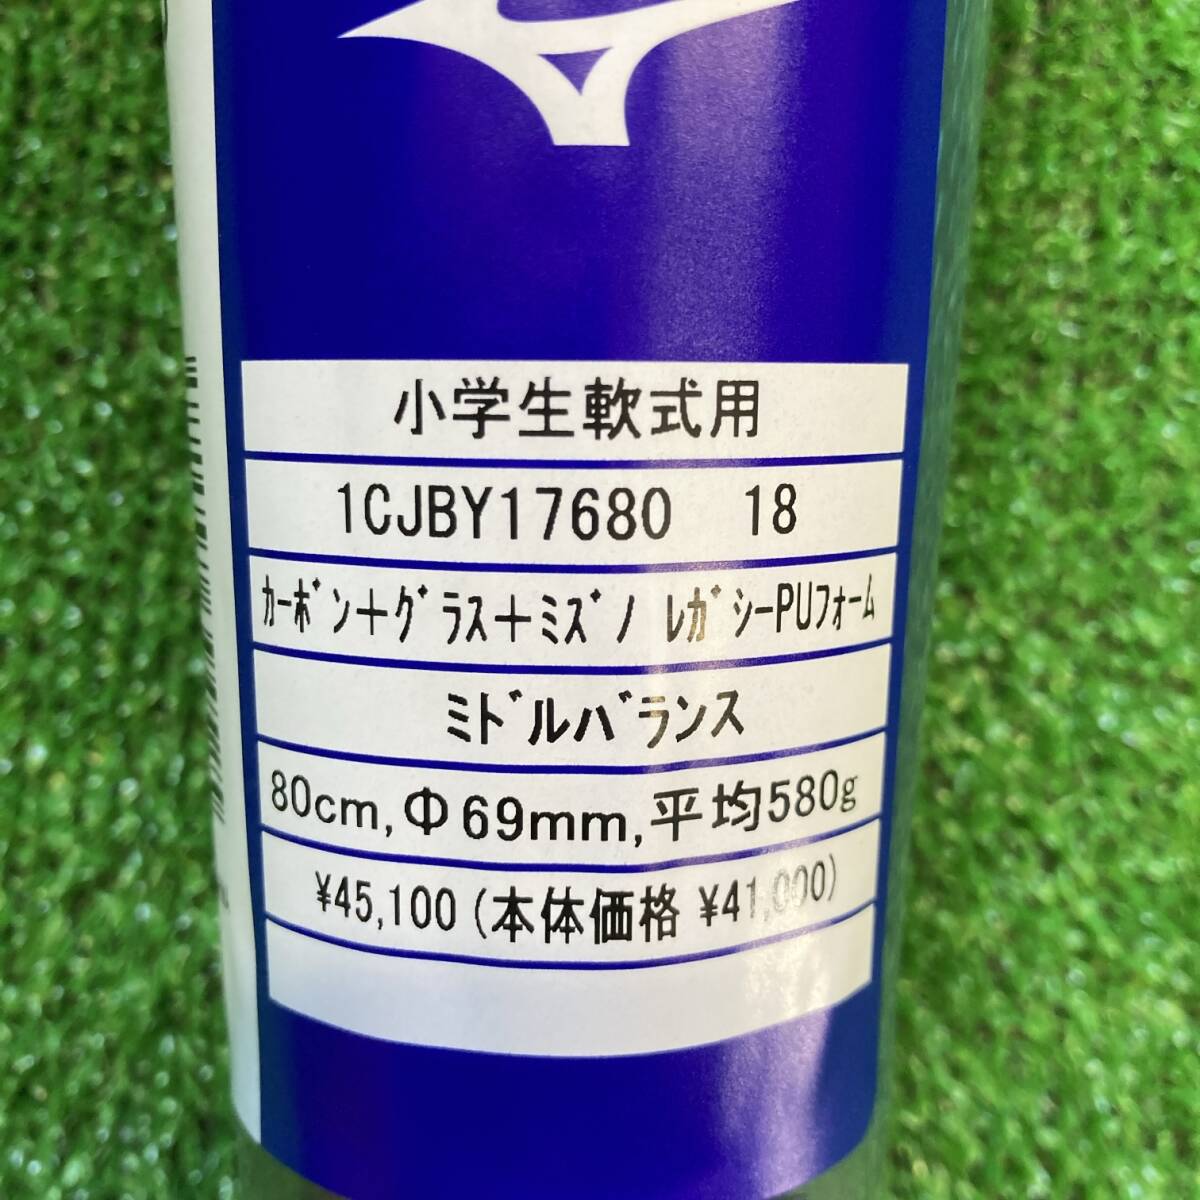 小学生軟式用
1CJBY17680 18
ｶｰﾎﾞﾝ+ｸﾞﾗｽ+ﾐｽﾞﾉ ﾚｶﾞｼｰPUﾌｫｰﾑ
ﾐﾄﾞﾙﾊﾞﾗﾝｽ
80cm,Φ69mm,平均580g
¥45,100(本体価格 ¥41,000)